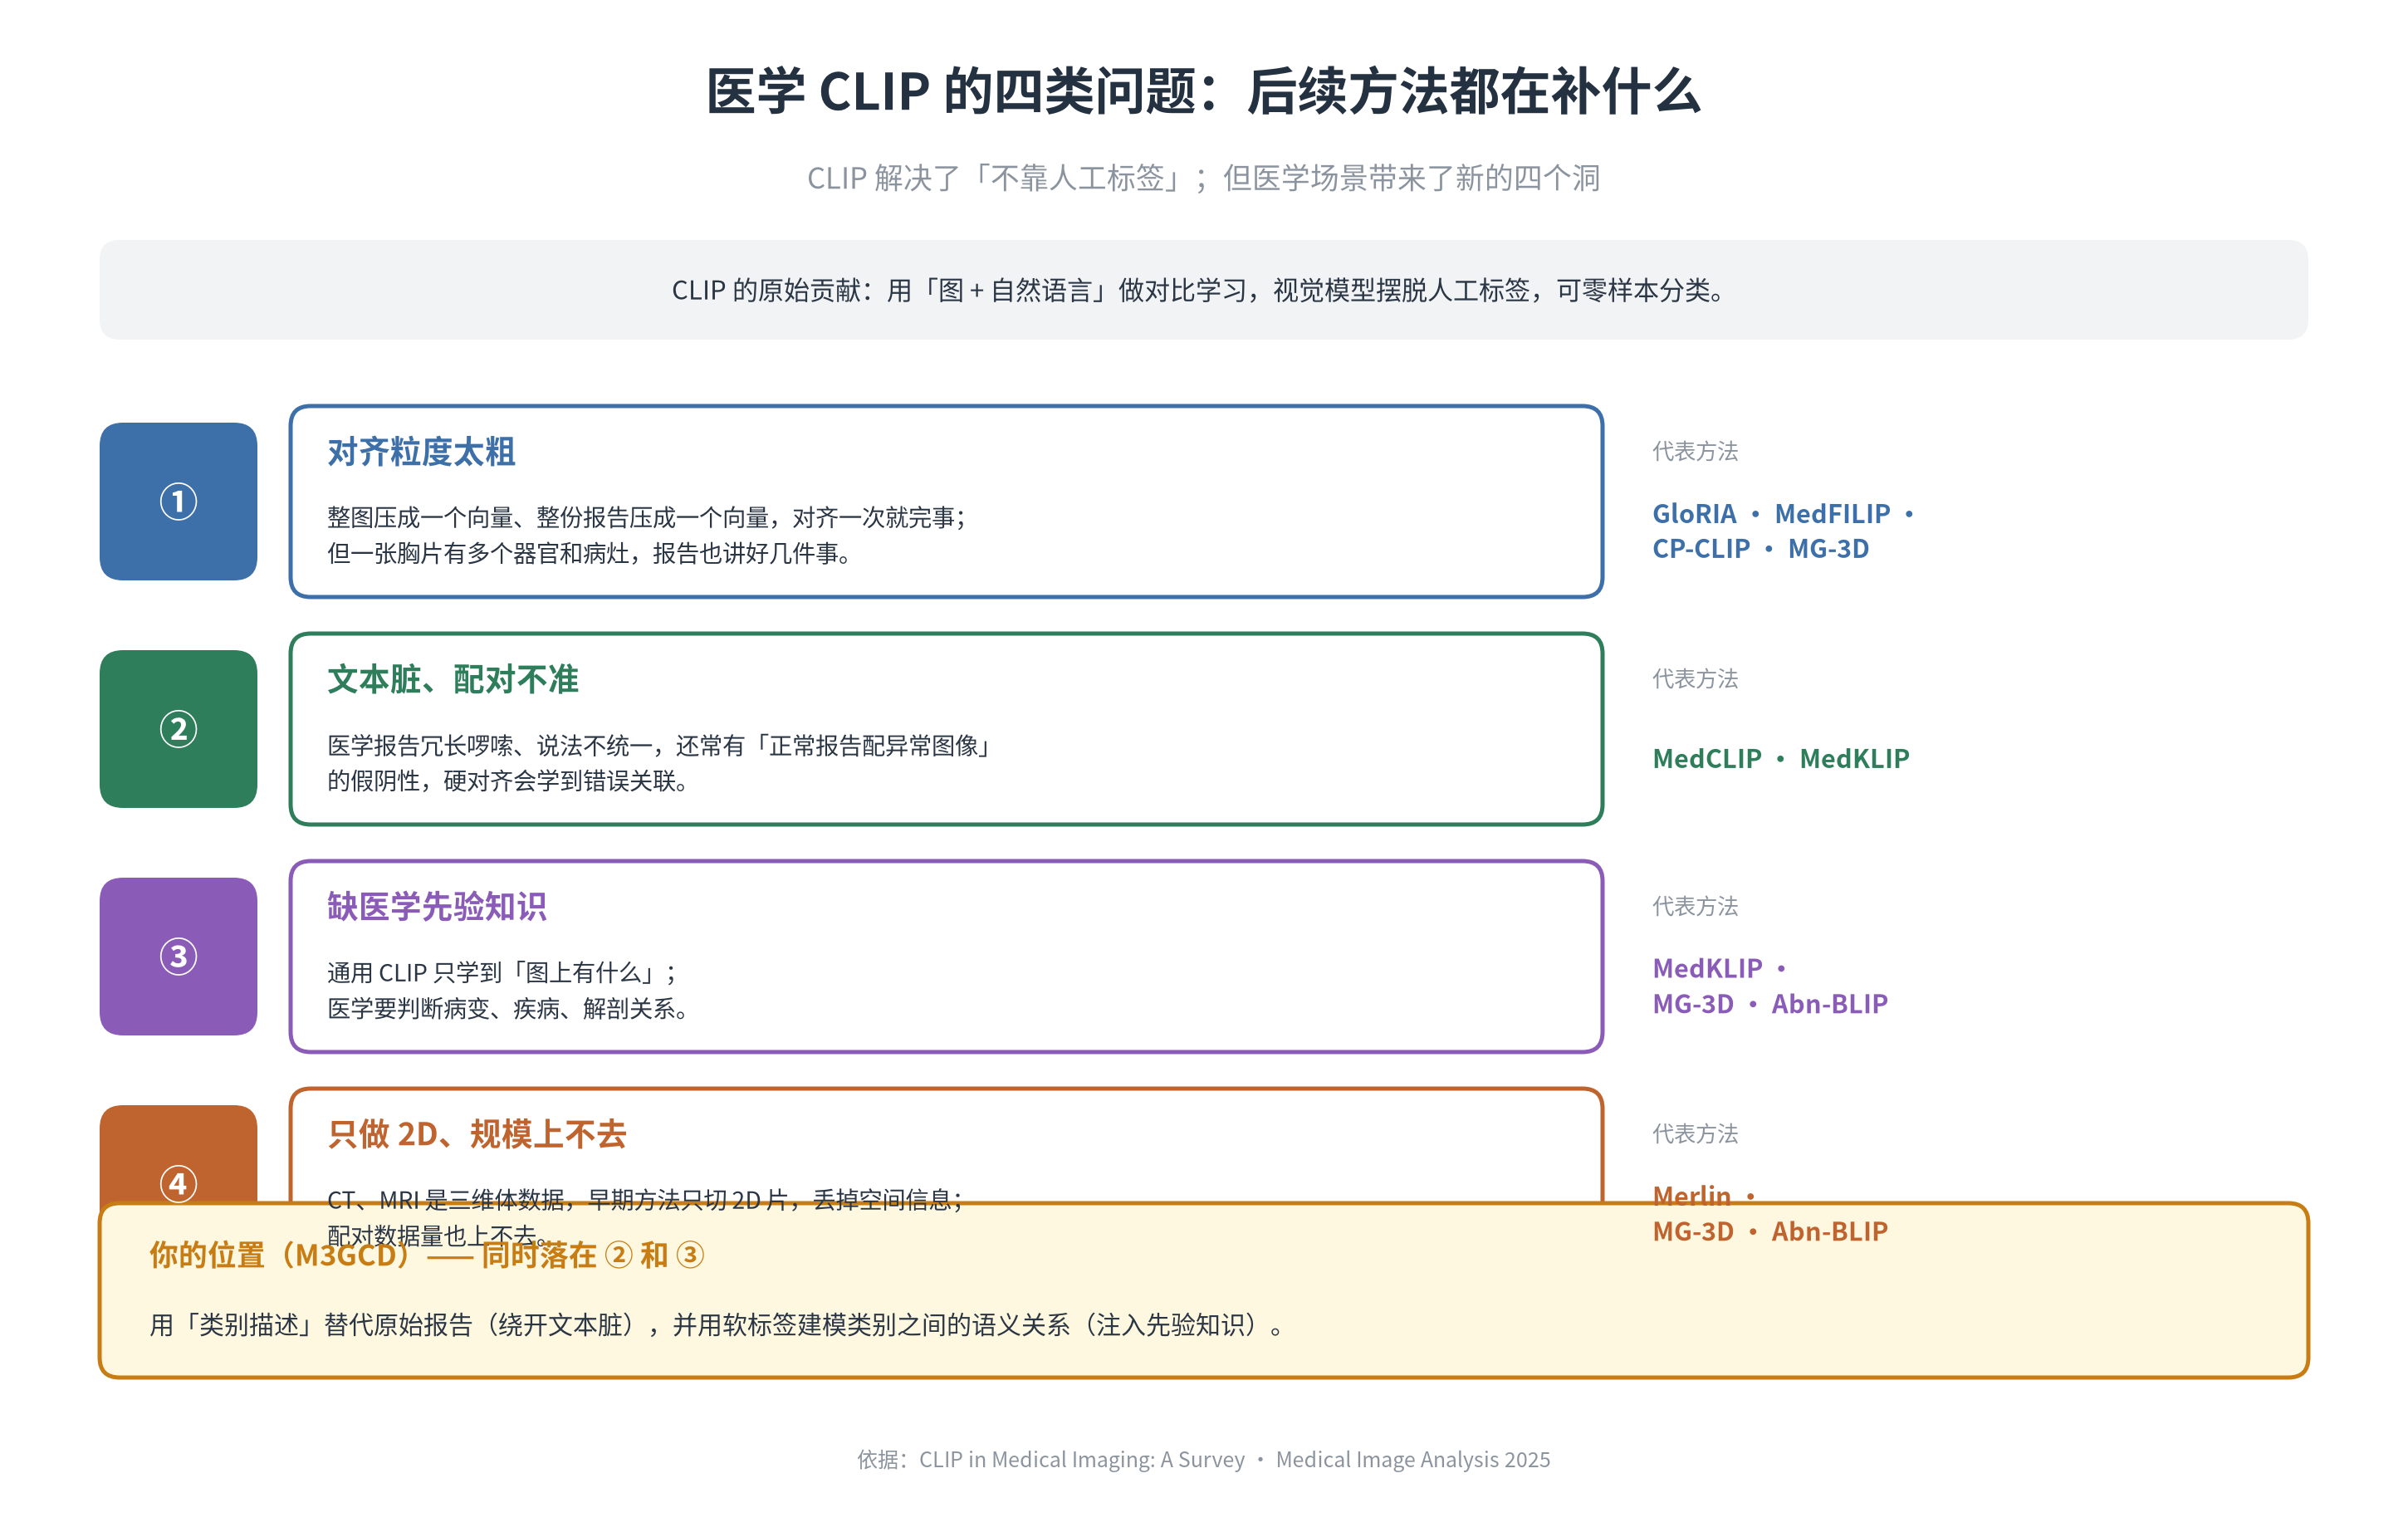 医学 CLIP 的四类问题：后续方法都在补什么
CLIP 解决了「不靠人工标签」；但医学场景带来了新的四个洞
CLIP 的原始贡献：用「图 + 自然语言」做对比学习，视觉模型摆脱人工标签，可零样本分类。
①
对齐粒度太粗
整图压成一个向量、整份报告压成一个向量，对齐一次就完事；
但一张胸片有多个器官和病灶，报告也讲好几件事。
代表方法
GloRIA · MedFILIP ·
CP-CLIP · MG-3D
②
文本脏、配对不准
医学报告冗长啰嗦、说法不统一，还常有「正常报告配异常图像」
的假阴性，硬对齐会学到错误关联。
代表方法
MedCLIP · MedKLIP
③
缺医学先验知识
通用 CLIP 只学到「图上有什么」；
医学要判断病变、疾病、解剖关系。
代表方法
MedKLIP ·
MG-3D · Abn-BLIP
④
只做 2D、规模上不去
CT、MRI 是三维体数据，早期方法只切 2D 片，丢掉空间信息；
配对数据量也上不去。
代表方法
Merlin ·
MG-3D · Abn-BLIP
你的位置（M3GCD）—— 同时落在 ② 和 ③
用「类别描述」替代原始报告（绕开文本脏），并用软标签建模类别之间的语义关系（注入先验知识）。
依据：CLIP in Medical Imaging: A Survey · Medical Image Analysis 2025